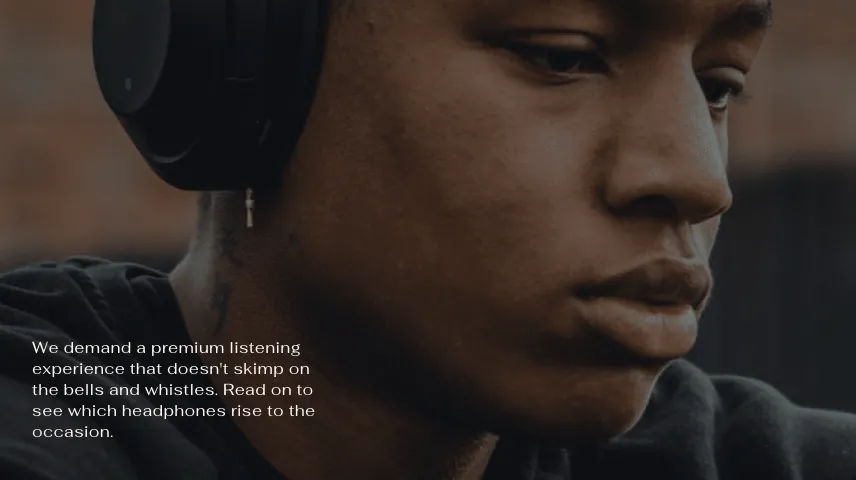 We demand a premium listening
experience that doesn't skimp on
the bells and whistles. Read on to
see which headphones rise to the
occasion.